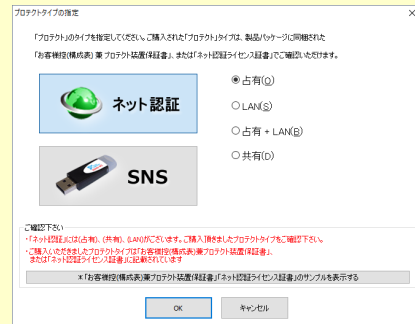 プロテクトタイプの指定
「プロテクト」のタイプを指定してください。ご購入された「プロテクト」タイプは、製品パッケージに同梱された
「お客様控(構成表) 兼 プロテクト装置保証書」、または「ネット認証ライセンス証書」でご確認いただけます。
ネット認証
SNS
占有(O)
LAN(S)
占有 + LAN(B)
共有(D)
ご確認下さい
・「ネット認証」には(占有)、(共有)、(LAN)がございます。ご購入頂きましたプロテクトタイプをご確認下さい。
・ご購入いただきましたプロテクトタイプは「お客様控(構成表)兼プロテクト装置保証書」、
または「ネット認証ライセンス証書」に記載されています
＊「お客様控(構成表)兼プロテクト装置保証書」「ネット認証ライセンス証書」のサンプルを表示する
OK
キャンセル